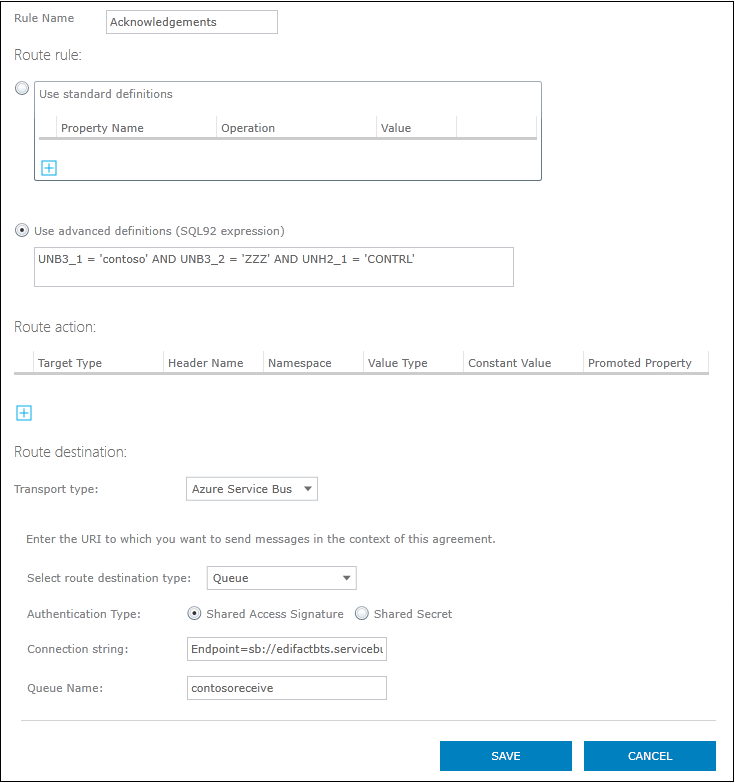 Rule Name Acknowledgements
Route rule:
Use standard definitions
Property Name Operation Value
Use advanced definitions (SQL92 expression)
UNB3_1 = 'contoso' AND UNB3_2 = 'ZZZ' AND UNH2_1 = 'CONTRL'
Route action:
Target Type Header Name Namespace Value Type Constant Value Promoted Property
Route destination:
Transport type: Azure Service Bus
Enter the URI to which you want to send messages in the context of this agreement.
Select route destination type: Queue
Authentication Type: Shared Access Signature Shared Secret
Connection string: Endpoint=sb://edifactbts.servicebu
Queue Name: contosoreceive
SAVE CANCEL